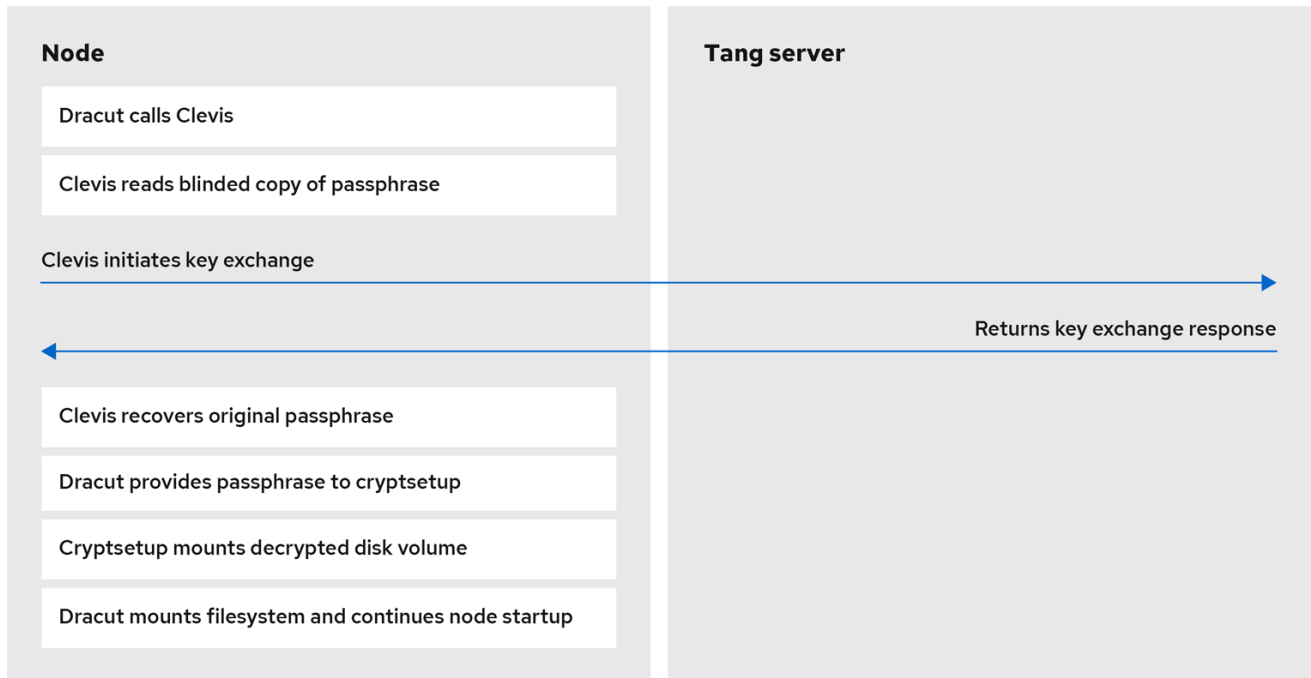 Node
Tang server
Dracut calls Clevis
Clevis reads blinded copy of passphrase
Clevis initiates key exchange
Returns key exchange response
Clevis recovers original passphrase
Dracut provides passphrase to cryptsetup
Cryptsetup mounts decrypted disk volume
Dracut mounts filesystem and continues node startup